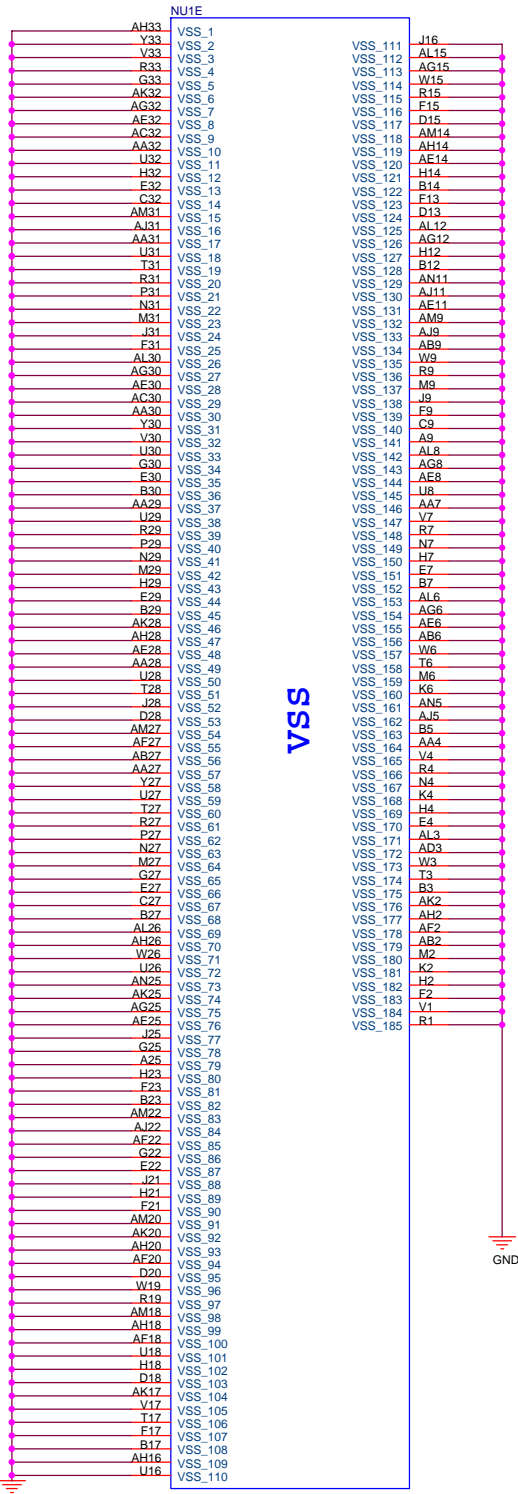 NU1E
AH33 VSS_1
Y33 VSS_2
V33 VSS_3
R33 VSS_4
G33 VSS_5
AK32 VSS_6
AG32 VSS_7
AE32 VSS_8
AC32 VSS_9
AA32 VSS_10
U32 VSS_11
H32 VSS_12
E32 VSS_13
C32 VSS_14
AM31 VSS_15
AJ31 VSS_16
AA31 VSS_17
U31 VSS_18
T31 VSS_19
R31 VSS_20
P31 VSS_21
N31 VSS_22
M31 VSS_23
J31 VSS_24
F31 VSS_25
AL30 VSS_26
AG30 VSS_27
AE30 VSS_28
AC30 VSS_29
AA30 VSS_30
Y30 VSS_31
V30 VSS_32
U30 VSS_33
G30 VSS_34
E30 VSS_35
B30 VSS_36
AA29 VSS_37
U29 VSS_38
R29 VSS_39
P29 VSS_40
N29 VSS_41
M29 VSS_42
H29 VSS_43
E29 VSS_44
B29 VSS_45
AK28 VSS_46
AH28 VSS_47
AE28 VSS_48
AA28 VSS_49
U28 VSS_50
T28 VSS_51
J28 VSS_52
D28 VSS_53
AM27 VSS_54
AF27 VSS_55
AB27 VSS_56
AA27 VSS_57
Y27 VSS_58
U27 VSS_59
T27 VSS_60
R27 VSS_61
P27 VSS_62
N27 VSS_63
M27 VSS_64
G27 VSS_65
E27 VSS_66
C27 VSS_67
B27 VSS_68
AL26 VSS_69
AH26 VSS_70
W26 VSS_71
U26 VSS_72
AN25 VSS_73
AK25 VSS_74
AG25 VSS_75
AE25 VSS_76
J25 VSS_77
G25 VSS_78
A25 VSS_79
H23 VSS_80
F23 VSS_81
B23 VSS_82
AM22 VSS_83
AJ22 VSS_84
AF22 VSS_85
G22 VSS_86
E22 VSS_87
J21 VSS_88
H21 VSS_89
F21 VSS_90
AM20 VSS_91
AK20 VSS_92
AH20 VSS_93
AF20 VSS_94
D20 VSS_95
W19 VSS_96
R19 VSS_97
AM18 VSS_98
AH18 VSS_99
AF18 VSS_100
U18 VSS_101
H18 VSS_102
D18 VSS_103
AK17 VSS_104
V17 VSS_105
T17 VSS_106
F17 VSS_107
B17 VSS_108
AH16 VSS_109
U16 VSS_110
VSS
VSS_111 J16
VSS_112 AL15
VSS_113 AG15
VSS_114 W15
VSS_115 R15
VSS_116 F15
VSS_117 D15
VSS_118 AM14
VSS_119 AH14
VSS_120 AE14
VSS_121 H14
VSS_122 B14
VSS_123 F13
VSS_124 D13
VSS_125 AL12
VSS_126 AG12
VSS_127 H12
VSS_128 B12
VSS_129 AN11
VSS_130 AJ11
VSS_131 AE11
VSS_132 AM9
VSS_133 AJ9
VSS_134 AB9
VSS_135 W9
VSS_136 R9
VSS_137 M9
VSS_138 J9
VSS_139 F9
VSS_140 C9
VSS_141 A9
VSS_142 AL8
VSS_143 AG8
VSS_144 AE8
VSS_145 U8
VSS_146 AA7
VSS_147 V7
VSS_148 R7
VSS_149 N7
VSS_150 H7
VSS_151 E7
VSS_152 B7
VSS_153 AL6
VSS_154 AG6
VSS_155 AE6
VSS_156 AB6
VSS_157 W6
VSS_158 T6
VSS_159 M6
VSS_160 K6
VSS_161 AN5
VSS_162 AJ5
VSS_163 B5
VSS_164 AA4
VSS_165 V4
VSS_166 R4
VSS_167 N4
VSS_168 K4
VSS_169 H4
VSS_170 E4
VSS_171 AL3
VSS_172 AD3
VSS_173 W3
VSS_174 T3
VSS_175 B3
VSS_176 AK2
VSS_177 AH2
VSS_178 AF2
VSS_179 AB2
VSS_180 M2
VSS_181 K2
VSS_182 H2
VSS_183 F2
VSS_184 V1
VSS_185 R1
GND